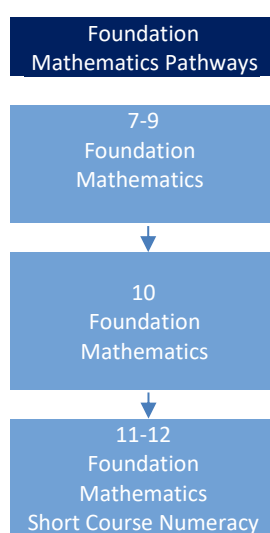 Foundation
Mathematics Pathways
7-9
Foundation
Mathematics
10
Foundation
Mathematics
11-12
Foundation
Mathematics
Short Course Numeracy